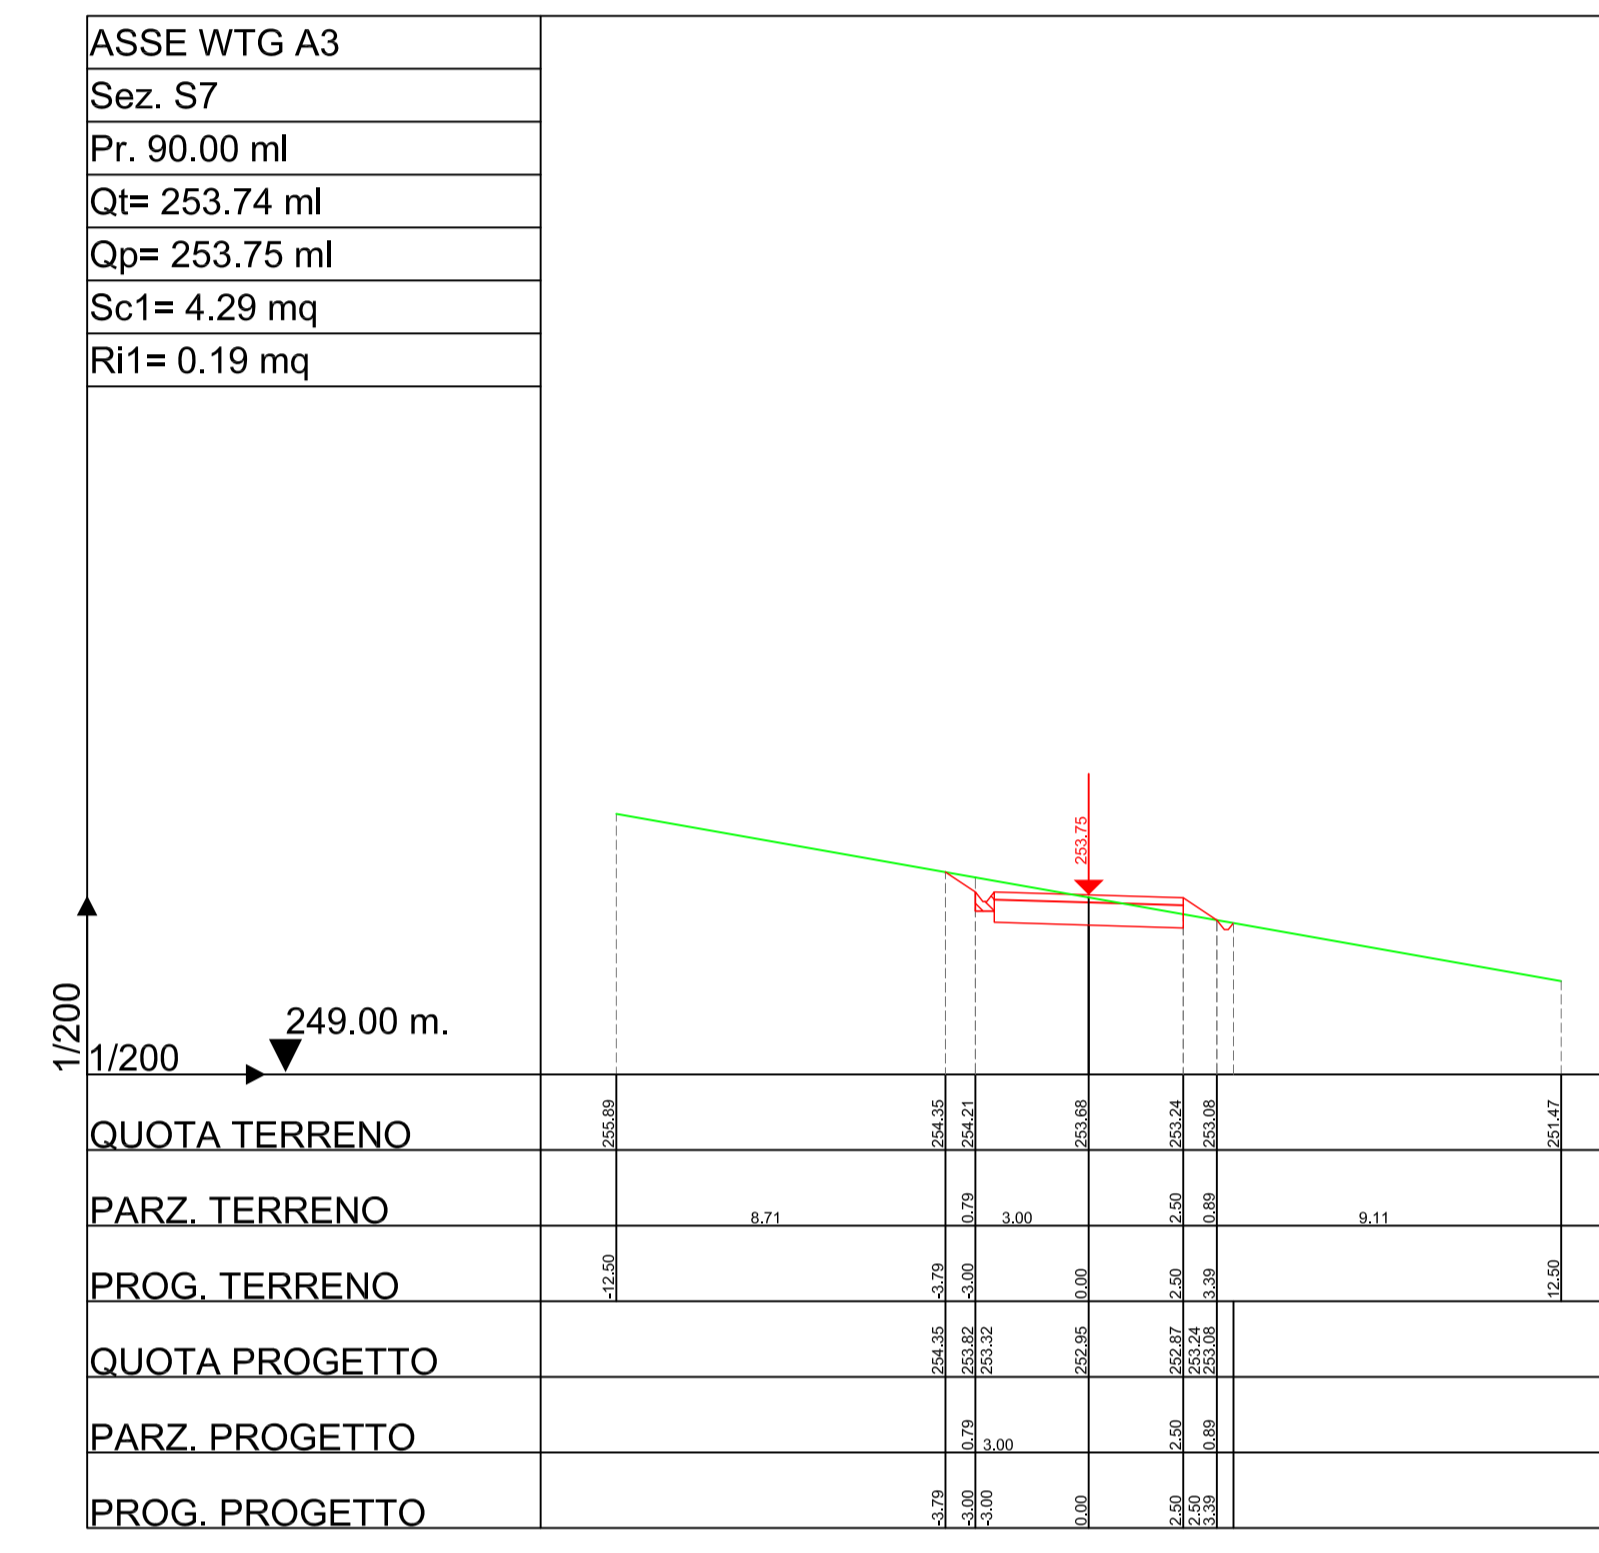 ASSE WTG A3
Sez. S7
Pr. 90.00 ml
Qt= 253.74 ml
Qp= 253.75 ml
Sc1= 4.29 mq
Ri1= 0.19 mq
253.75
249.00 m.
1/200
1/200
QUOTA TERRENO 255.89 254.35 254.21 253.68 253.24 253.08 251.47
PARZ. TERRENO 8.71 0.79 3.00 2.50 0.89 9.11
PROG. TERRENO -12.50 -3.79 -3.00 0.00 2.50 3.39 12.50
QUOTA PROGETTO 254.35 253.82 253.32 252.95 252.87 253.24 253.08
PARZ. PROGETTO 0.79 3.00 2.50 0.89
PROG. PROGETTO -3.79 -3.00 -3.00 0.00 2.50 2.50 3.39